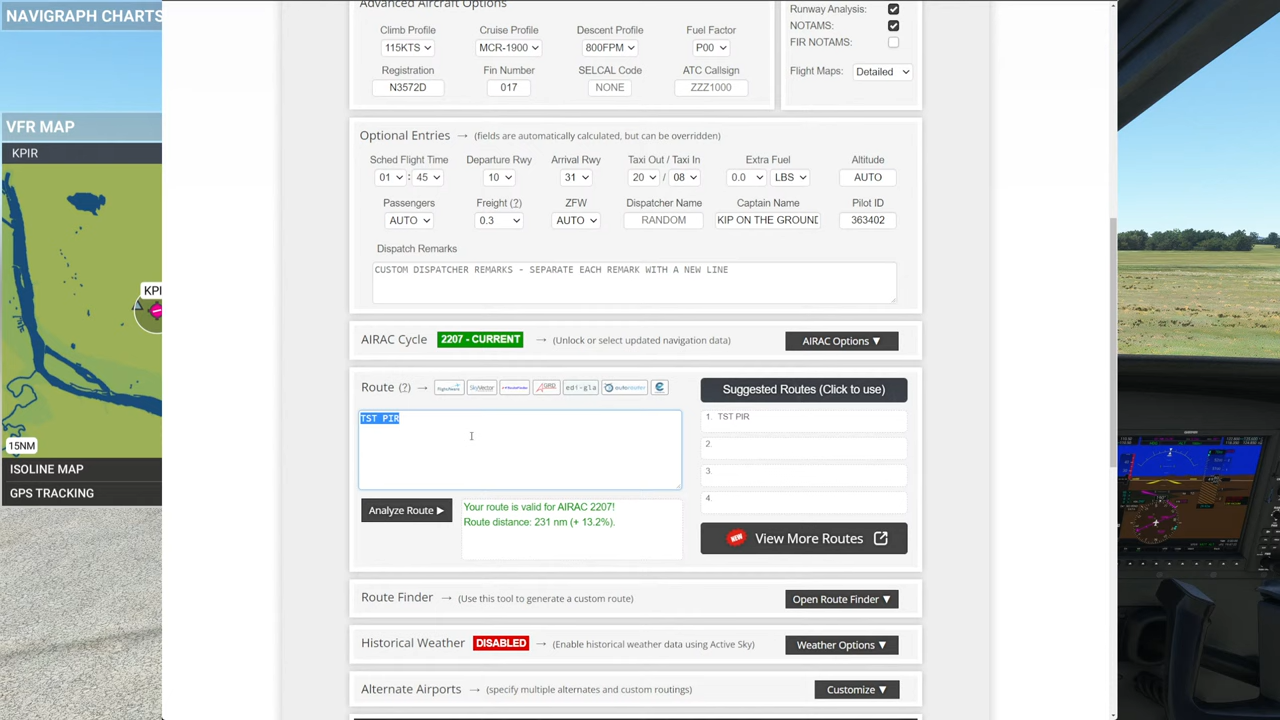 NAVIGRAPH CHARTS
VFR MAP
KPIR
KPI
15NM
ISOLINE MAP
GPS TRACKING
Advanced Aircraft Options
Climb Profile Cruise Profile Descent Profile Fuel Factor
115KTS MCR-1900 800FPM P00
Registration Fin Number SELCAL Code ATC Callsign
N3572D 017 NONE ZZZ1000
Runway Analysis:
NOTAMS:
FIR NOTAMS:
Flight Maps: Detailed
Optional Entries → (fields are automatically calculated, but can be overridden)
Sched Flight Time Departure Rwy Arrival Rwy Taxi Out / Taxi In Extra Fuel Altitude
01 : 45 10 31 20 / 08 0.0 LBS AUTO
Passengers Freight (?) ZFW Dispatcher Name Captain Name Pilot ID
AUTO 0.3 AUTO RANDOM KIP ON THE GROUND 363402
Dispatch Remarks
CUSTOM DISPATCHER REMARKS - SEPARATE EACH REMARK WITH A NEW LINE
AIRAC Cycle 2207 - CURRENT → (Unlock or select updated navigation data) AIRAC Options ▼
Route (?) → SkyVector edi-gla Suggested Routes (Click to use)
TST PIR
1. TST PIR
2.
3.
4
Analyze Route ▶
Your route is valid for AIRAC 2207!
Route distance: 231 nm (+ 13.2%).
NEW View More Routes
Route Finder → (Use this tool to generate a custom route) Open Route Finder ▼
Historical Weather DISABLED → (Enable historical weather data using Active Sky) Weather Options ▼
Alternate Airports → (specify multiple alternates and custom routings) Customize ▼